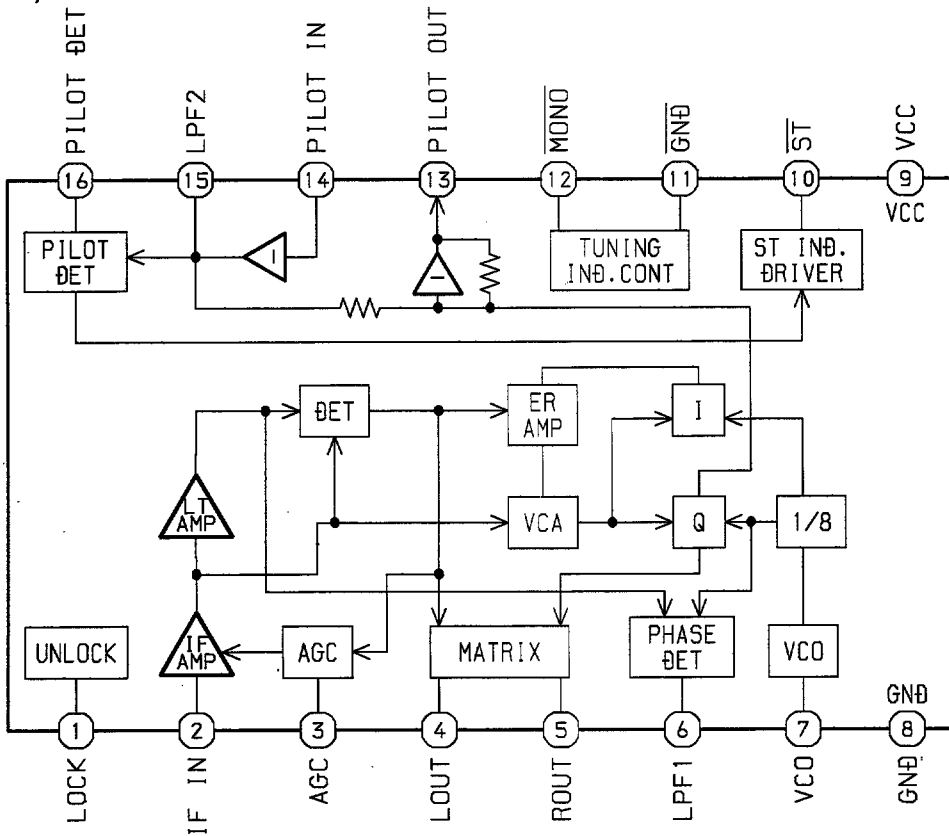 PILOT DET
LPF2
PILOT IN
PILOT OUT
MONO
GND
ST
VCC
16
15
14
13
12
11
10
9
VCC
PILOT
DET
TUNING
IND.CONT
ST IND.
DRIVER
DET
ER
AMP
I
LT
AMP
VCA
Q
1/8
UNLOCK
IF
AMP
AGC
MATRIX
PHASE
DET
VCO
GND
1
2
3
4
5
6
7
8
LOCK
IF IN
AGC
LOUT
ROUT
LPF1
VCO
GND